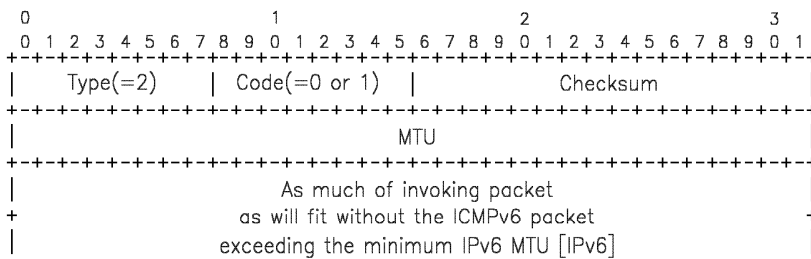 0 1 2 3
0 1 2 3 4 5 6 7 8 9 0 1 2 3 4 5 6 7 8 9 0 1 2 3 4 5 6 7 8 9 0 1
+-+-+-+-+-+-+-+-+-+-+-+-+-+-+-+-+-+-+-+-+-+-+-+-+-+-+-+-+-+-+-+-+
| Type(=2) | Code(=0 or 1) | Checksum
+-+-+-+-+-+-+-+-+-+-+-+-+-+-+-+-+-+-+-+-+-+-+-+-+-+-+-+-+-+-+-+-+
| MTU
+-+-+-+-+-+-+-+-+-+-+-+-+-+-+-+-+-+-+-+-+-+-+-+-+-+-+-+-+-+-+-+-+
| As much of invoking packet
+ as will fit without the ICMPv6 packet
| exceeding the minimum IPv6 MTU [IPv6]